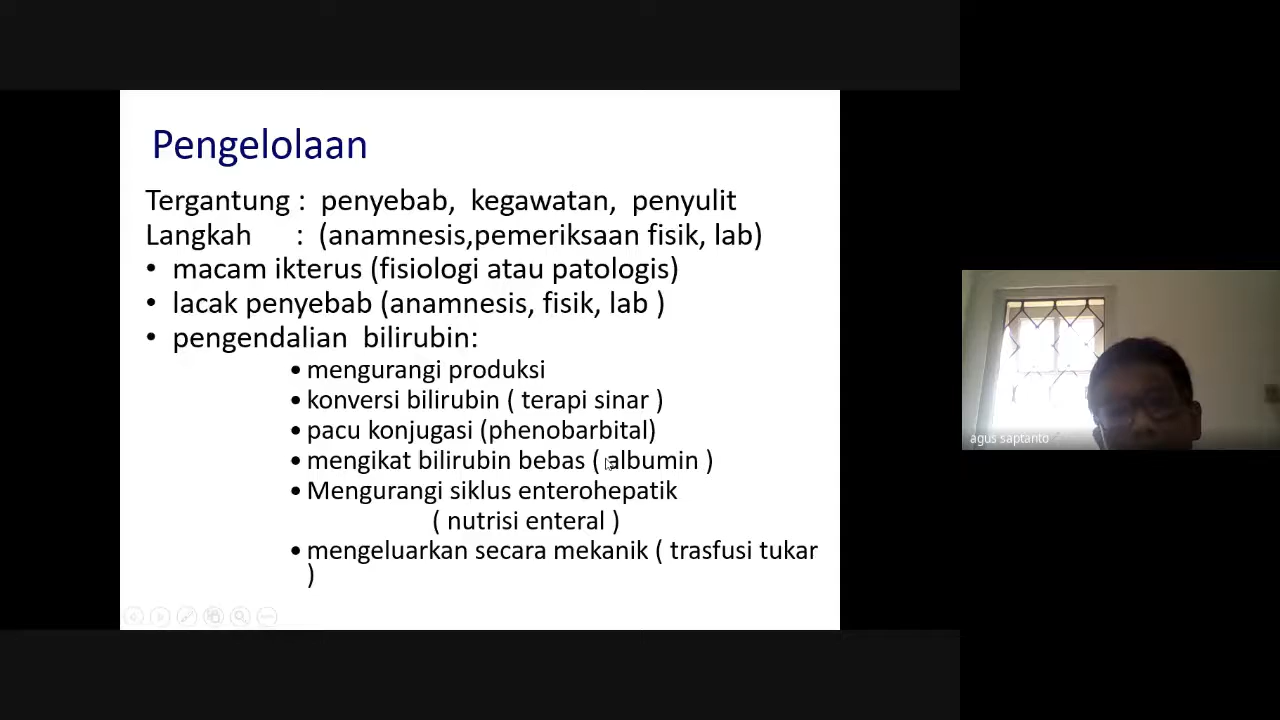 Pengelolaan
Tergantung : penyebab, kegawatan, penyulit
Langkah : (anamnesis,pemeriksaan fisik, lab)
• macam ikterus (fisiologi atau patologis)
• lacak penyebab (anamnesis, fisik, lab )
• pengendalian bilirubin:
• mengurangi produksi
• konversi bilirubin ( terapi sinar )
• pacu konjugasi (phenobarbital)
• mengikat bilirubin bebas ( albumin )
• Mengurangi siklus enterohepatik
( nutrisi enteral )
• mengeluarkan secara mekanik ( trasfusi tukar
)
agus saptanto